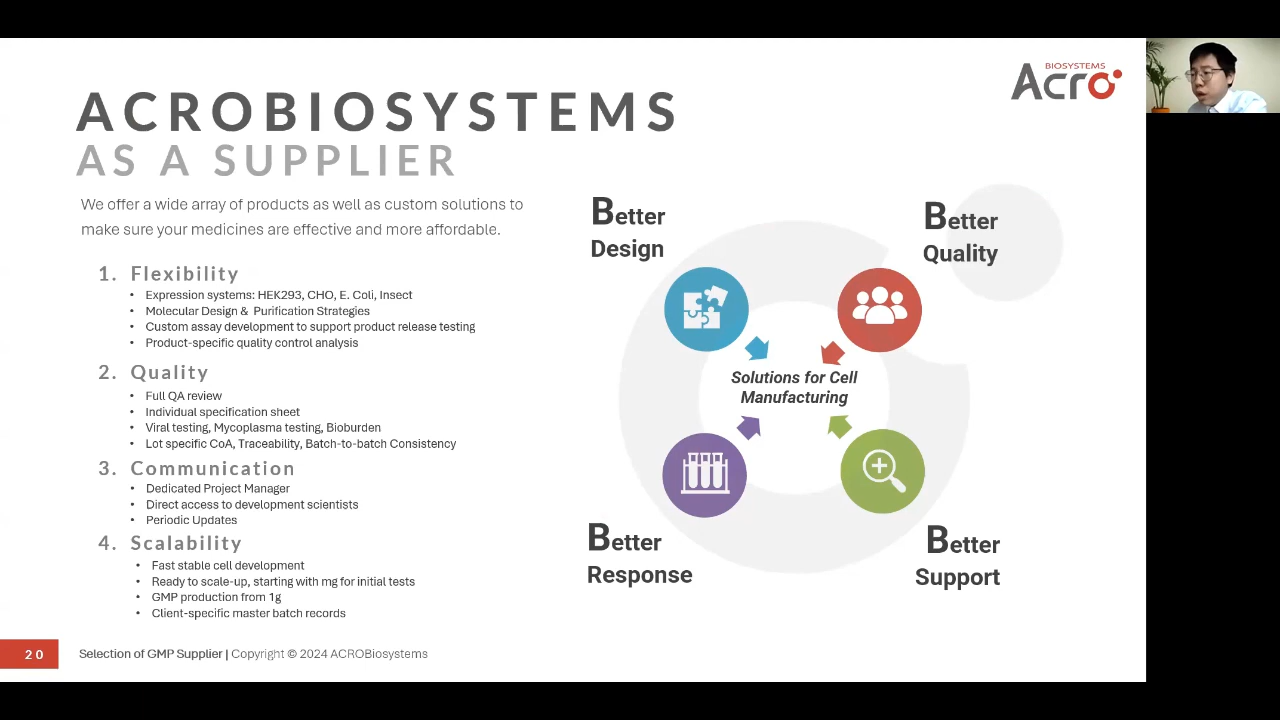 BIOSYSTEMS
Acro
ACROBIOSYSTEMS
AS A SUPPLIER
We offer a wide array of products as well as custom solutions to
make sure your medicines are effective and more affordable.
1. Flexibility
• Expression systems: HEK293, CHO, E. Coli, Insect
• Molecular Design & Purification Strategies
• Custom assay development to support product release testing
• Product-specific quality control analysis
2. Quality
• Full QA review
• Individual specification sheet
• Viral testing, Mycoplasma testing, Bioburden
• Lot specific CoA, Traceability, Batch-to-batch Consistency
3. Communication
• Dedicated Project Manager
• Direct access to development scientists
• Periodic Updates
4. Scalability
• Fast stable cell development
• Ready to scale-up, starting with mg for initial tests
• GMP production from 1g
• Client-specific master batch records
Better
Design
Better
Quality
Solutions for Cell
Manufacturing
Better
Response
Better
Support
20
Selection of GMP Supplier | Copyright © 2024 ACROBiosystems